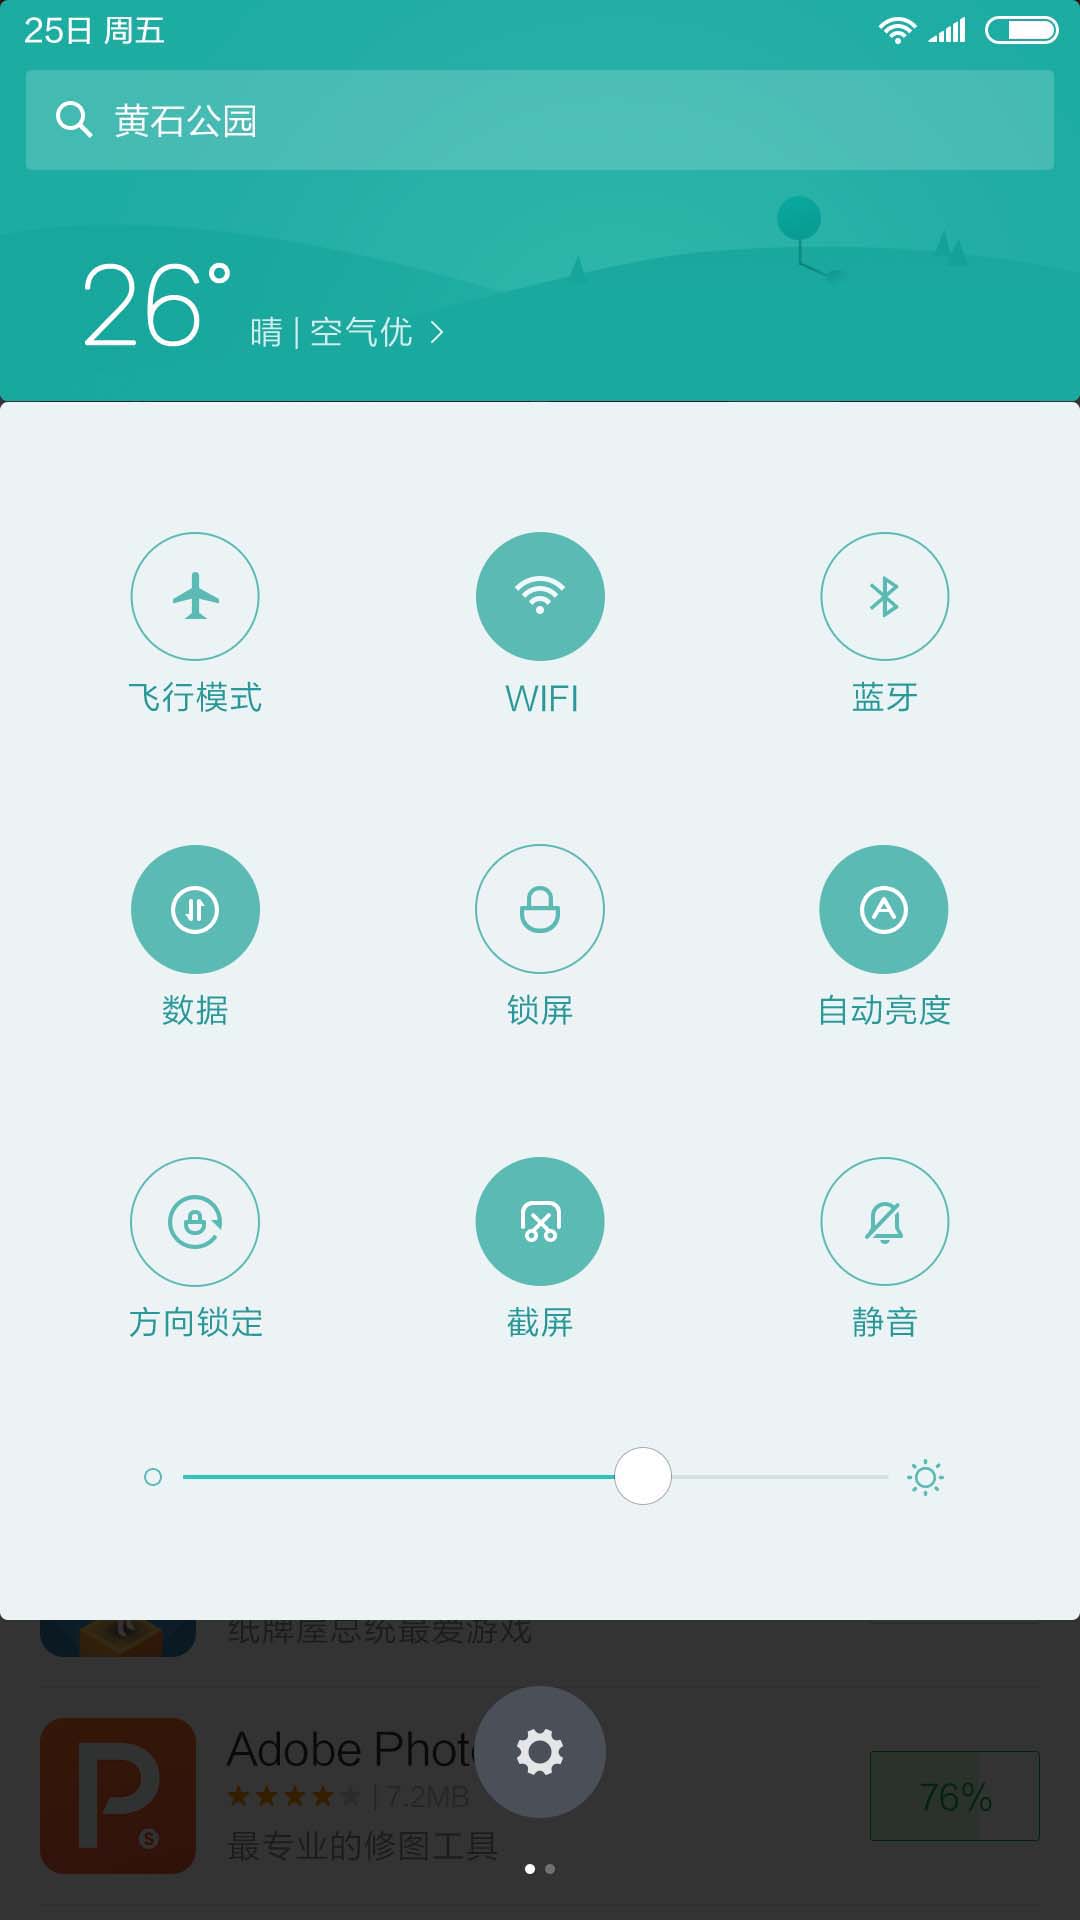 25日 周五
黄石公园
26°
晴 | 空气优 >
飞行模式
WIFI
蓝牙
数据
锁屏
自动亮度
方向锁定
截屏
静音
纸牌屋总统最爱游戏
Adobe Phot
| 7.2MB
76%
最专业的修图工具